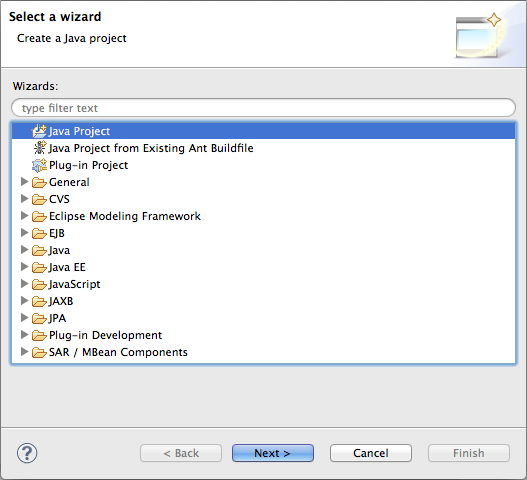 Select a wizard
Create a Java project
Wizards:
type filter text
Java Project
Java Project from Existing Ant Buildfile
Plug-in Project
General
CVS
Eclipse Modeling Framework
EJB
Java
Java EE
JavaScript
JAXB
JPA
Plug-in Development
SAR / MBean Components
? < Back Next > Cancel Finish